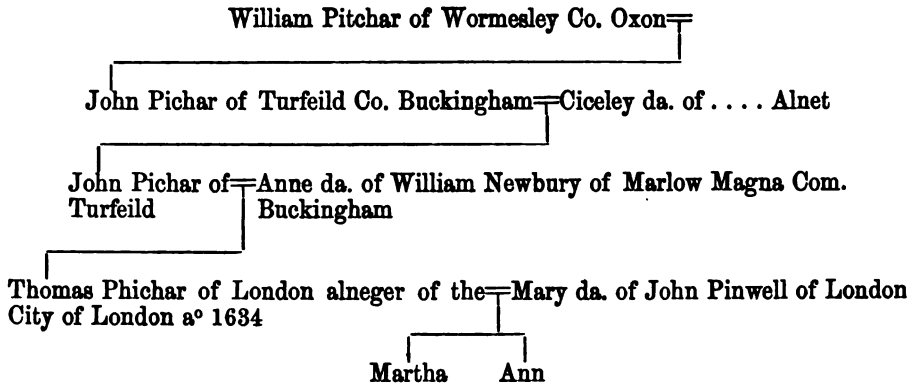 William Pitchar of Wormesley Co. Oxon=
John Pichar of Turfeild Co. Buckingham=Ciceley da. of .... Alnet
John Pichar of=Anne da. of William Newbury of Marlow Magna Com.
Turfeild Buckingham
Thomas Phichar of London alneger of the=Mary da. of John Pinwell of London
City of London aº 1634
Martha Ann